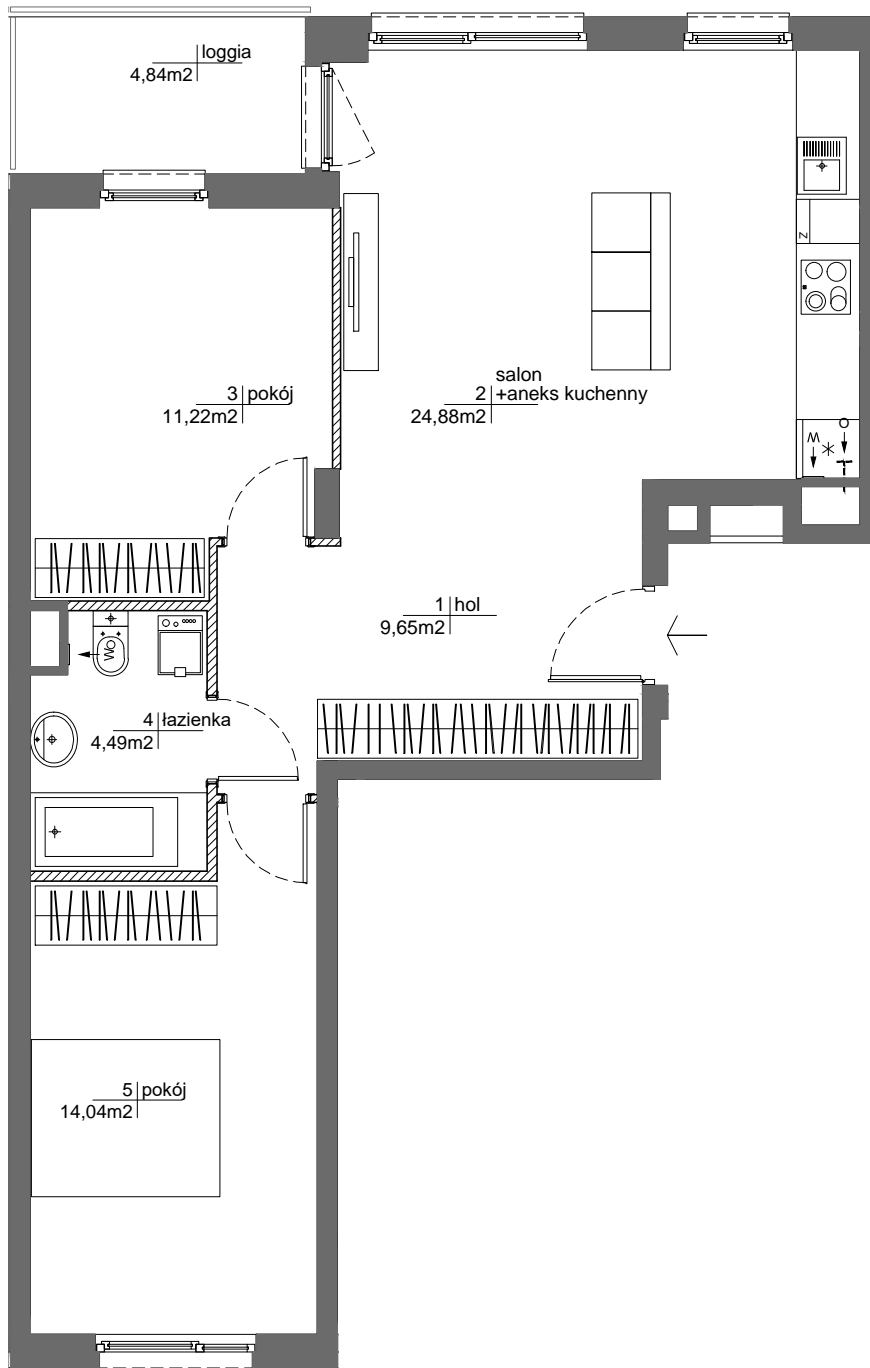 loggia
4,84m2
Z
salon
2 +aneks kuchenny
24,88m2
3 pokój
11,22m2
M
O
1 hol
9,65m2
WO
4 łazienka
4,49m2
5 pokój
14,04m2